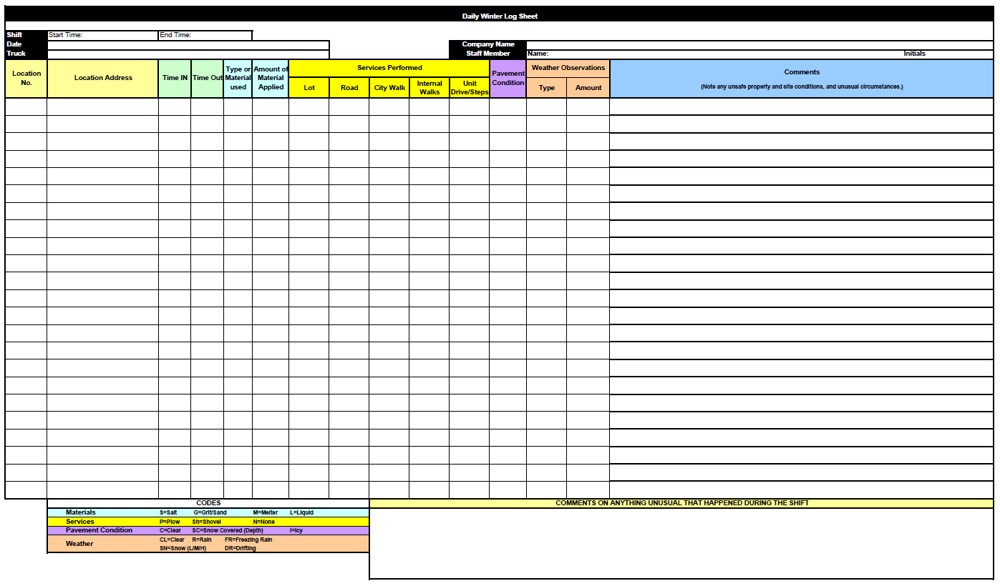 Daily Winter Log Sheet
Shift Start Time: End Time:
Date Company Name
Truck Staff Member Name: Initials
Location No. Location Address Time IN Time Out Type or Material used Amount of Material Applied Services Performed Pavement Condition Weather Observations Comments
(Note any unsafe property and site conditions, and unusual circumstances.)
Lot Road City Walk Internal Walks Unit Drive/Steps Type Amount
CODES COMMENTS ON ANYTHING UNUSUAL THAT HAPPENED DURING THE SHIFT
Materials S=Salt G=Grit/Sand M=Melter L=Liquid
Services P=Plow Sh=Shovel N=None
Pavement Condition C=Clear SC=Snow Covered (Depth) I=Icy
Weather CL=Clear R=Rain FR=Freezing Rain
SN=Snow (L/M/H) DR=Drifting